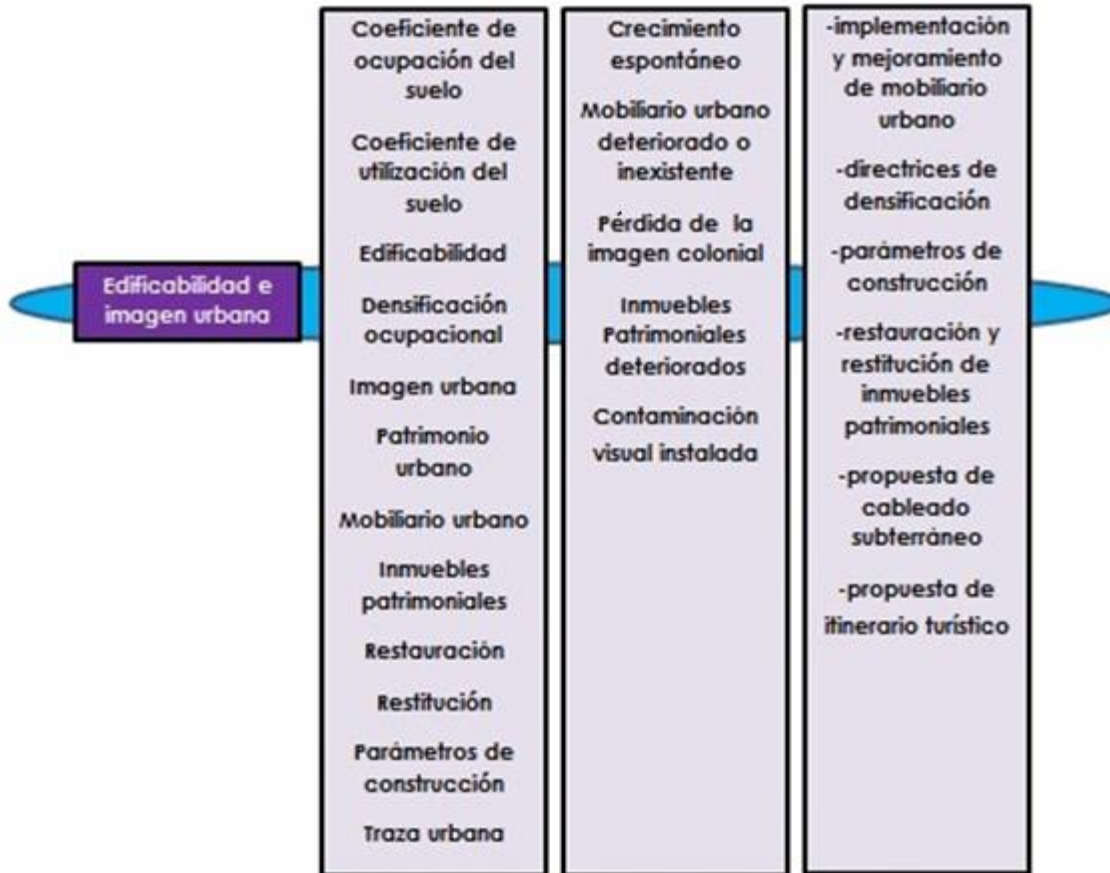 Edificabilidad e
imagen urbana
Coeficiente de
ocupación del
suelo
Coeficiente de
utilización del
suelo
Edificabilidad
Densificación
ocupacional
Imagen urbana
Patrimonio
urbano
Mobiliario urbano
Inmuebles
patrimoniales
Restauración
Restitución
Parámetros de
construcción
Traza urbana
Crecimiento
espontáneo
Mobiliario urbano
deteriorado o
inexistente
Pérdida de la
imagen colonial
Inmuebles
Patrimoniales
deteriorados
Contaminación
visual instalada
-implementación
y mejoramiento
de mobiliario
urbano
-directrices de
densificación
-parámetros de
construcción
-restauración y
restitución de
inmuebles
patrimoniales
-propuesta de
cableado
subterráneo
-propuesta de
itinerario turístico